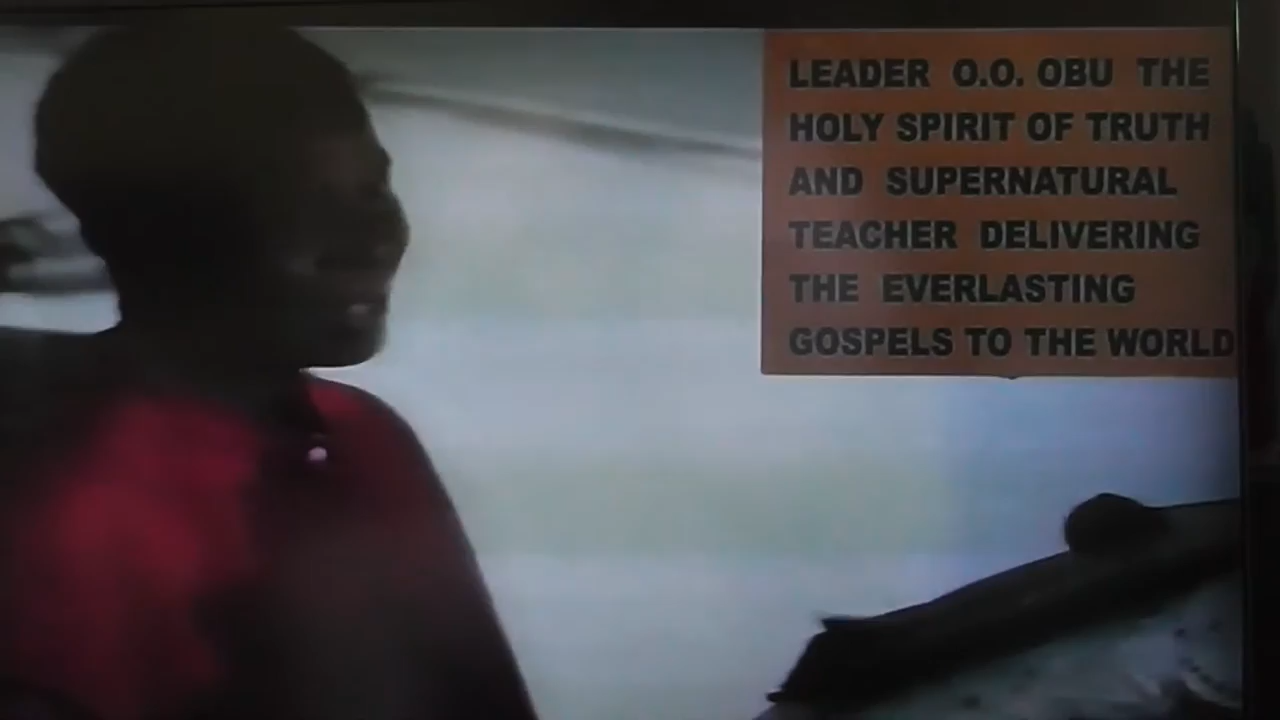 LEADER O.O. OBU THE
HOLY SPIRIT OF TRUTH
AND SUPERNATURAL
TEACHER DELIVERING
THE EVERLASTING
GOSPELS TO THE WORLD